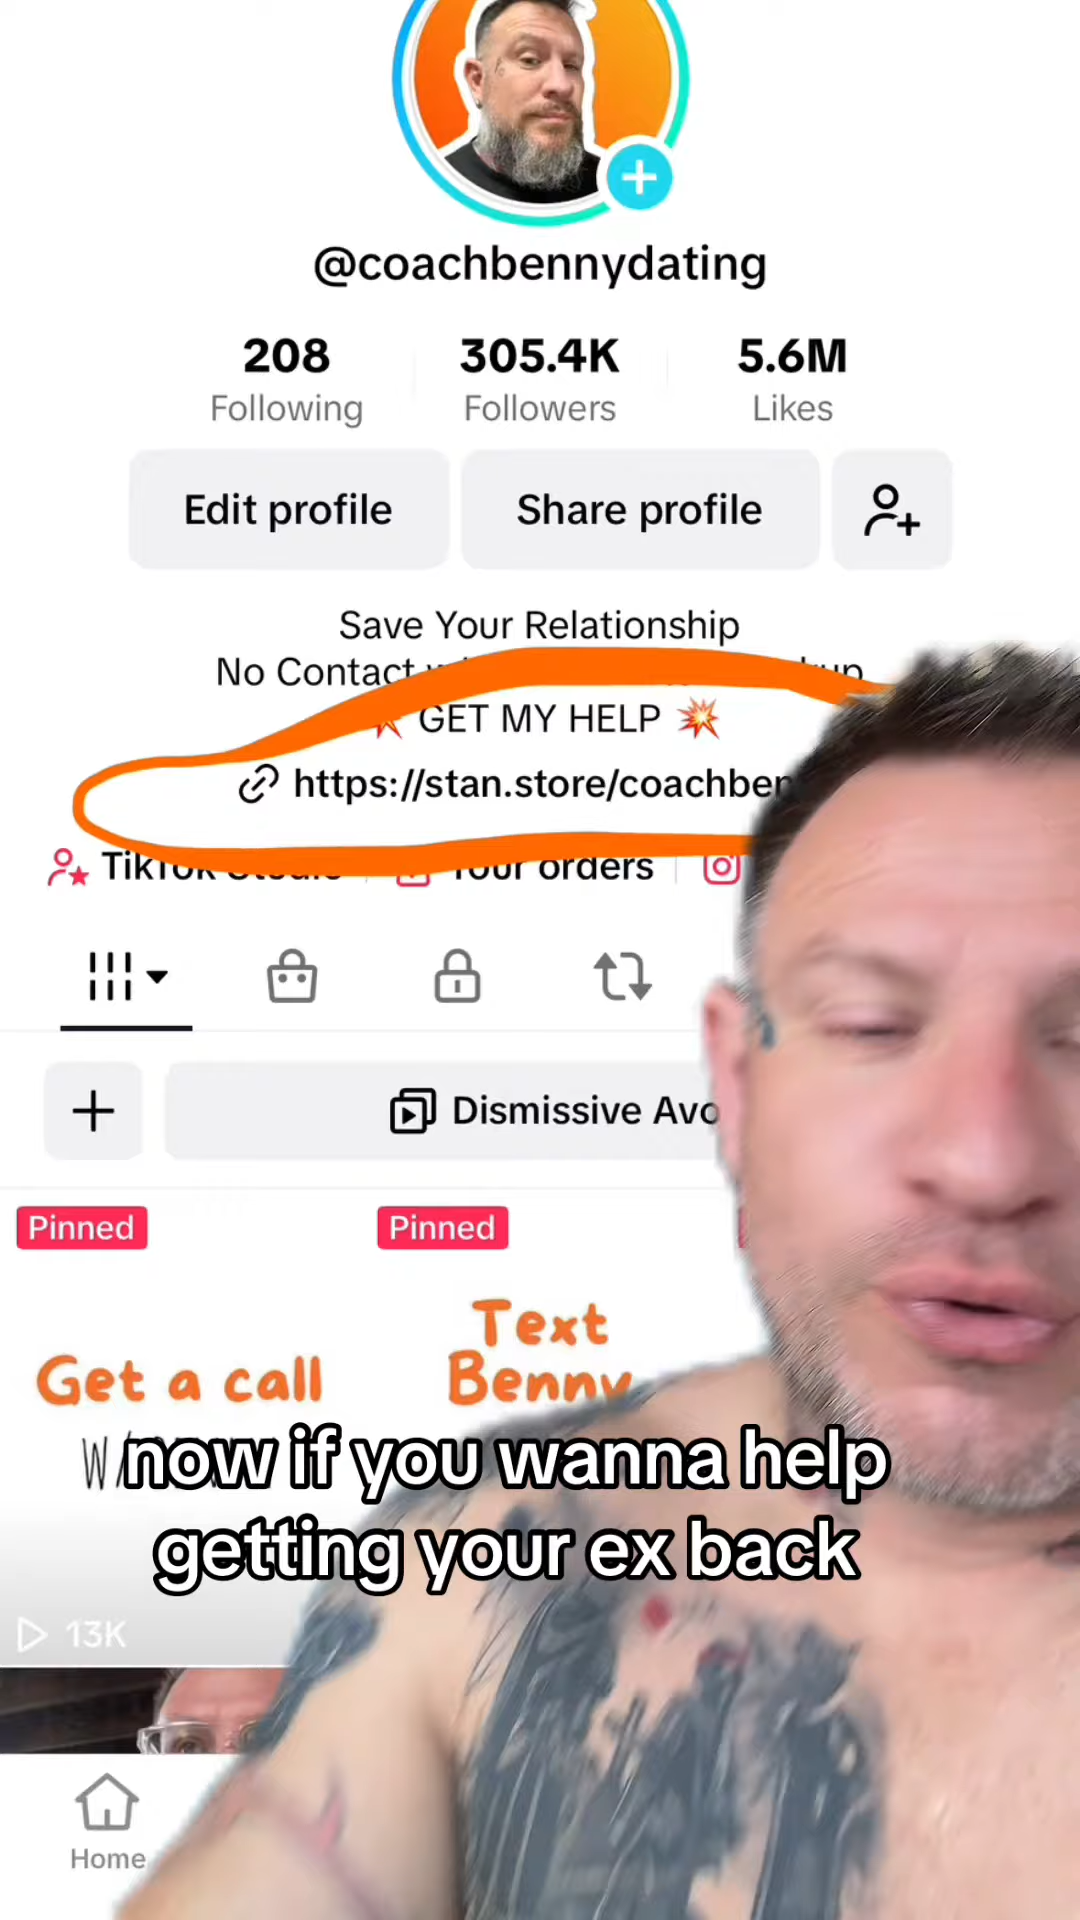 @coachbennydating
208 305.4K 5.6M
Following Followers Likes
Edit profile Share profile
Save Your Relationship
No Contact
GET MY HELP
https://stan.store/coachben
TikTok Studio Your orders
Dismissive Avo
Pinned Pinned
Text
Get a call Benny
now if you wanna help
getting your ex back
13K
Home